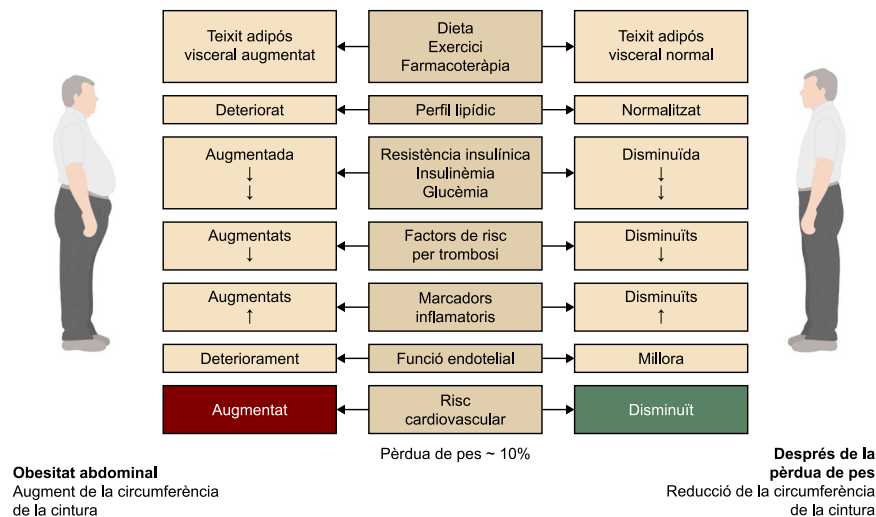 Teixit adipós
visceral augmentat
Dieta
Exercici
Farmacoteràpia
Teixit adipós
visceral normal
Deteriorat
Perfil lipídic
Normalitzat
Augmentada
↓
↓
Resistència insulínica
Insulinèmia
Glucèmia
Disminuïda
↓
↓
Augmentats
↓
Factors de risc
per trombosi
Disminuïts
↓
Augmentats
↑
Marcadors
inflamatoris
Disminuïts
↑
Deteriorament
Funció endotelial
Millora
Augmentat
Risc
cardiovascular
Disminuït
Pèrdua de pes ~ 10%
Obesitat abdominal
Augment de la circumferència
de la cintura
Després de la
pèrdua de pes
Reducció de la circumferència
de la cintura